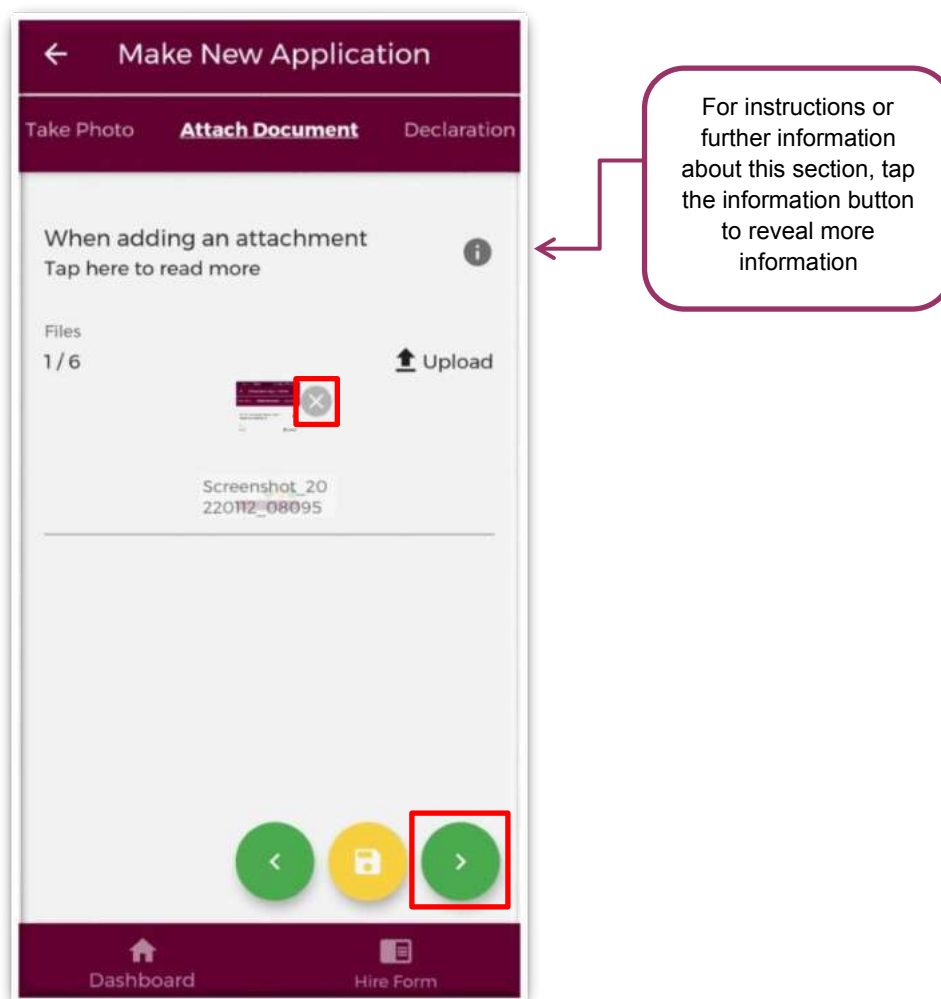 Make New Application
Take Photo Attach Document Declaration
For instructions or
further information
about this section, tap
the information button
to reveal more
information
When adding an attachment
Tap here to read more
Files
1 / 6 Upload
Screenshot_20
220112_08095
Dashboard Hire Form